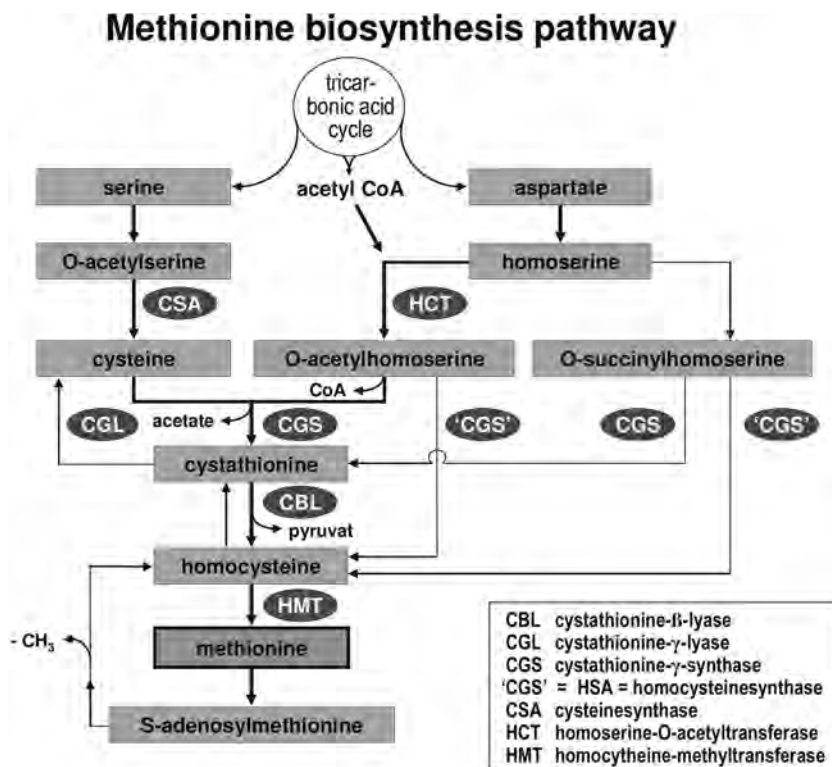 Methionine biosynthesis pathway
tricar-
bonic acid
cycle
serine
acetyl CoA
aspartate
O-acetylserine
homoserine
CSA
HCT
cysteine
O-acetylhomoserine
O-succinylhomoserine
CoA
acetate
CGL
CGS
'CGS'
CGS
'CGS'
cystathionine
CBL
pyruvat
homocysteine
HMT
- CH₃
methionine
S-adenosylmethionine
CBL cystathionine-ß-lyase
CGL cystathionine-γ-lyase
CGS cystathionine-γ-synthase
'CGS' = HSA = homocysteinesynthase
CSA cysteinesynthase
HCT homoserine-O-acetyltransferase
HMT homocytheine-methyltransferase